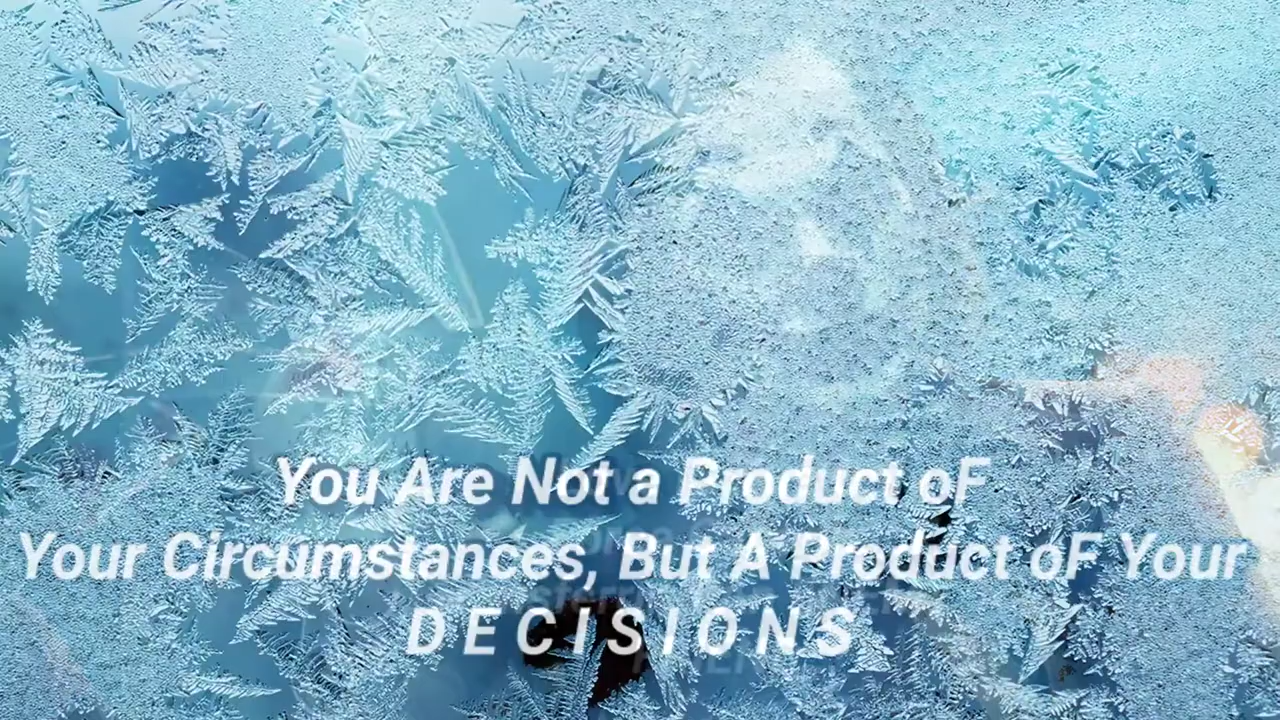 You Are Not a Product oF
Your Circumstances, But A Product oF Your
D E C I S I O N S